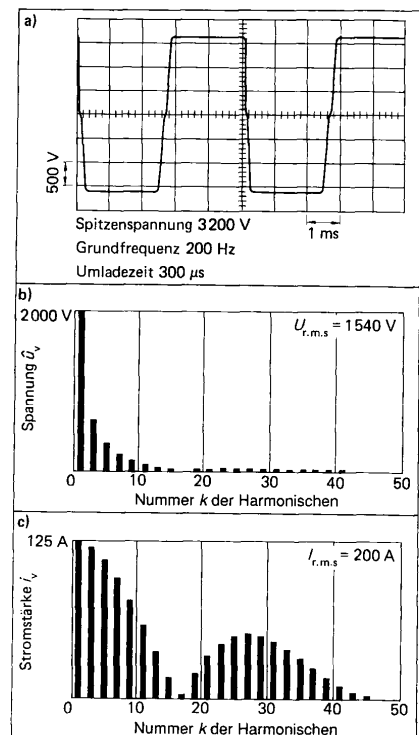 a)
500 V
Spitzenspannung 3200 V
1 ms
Grundfrequenz 200 Hz
Umladezeit 300 µs
b)
2000 V
U_r.m.s = 1540 V
Spannung û_v
0 10 20 30 40 50
Nummer k der Harmonischen
c)
125 A
I_r.m.s = 200 A
Stromstärke î_v
0 10 20 30 40 50
Nummer k der Harmonischen